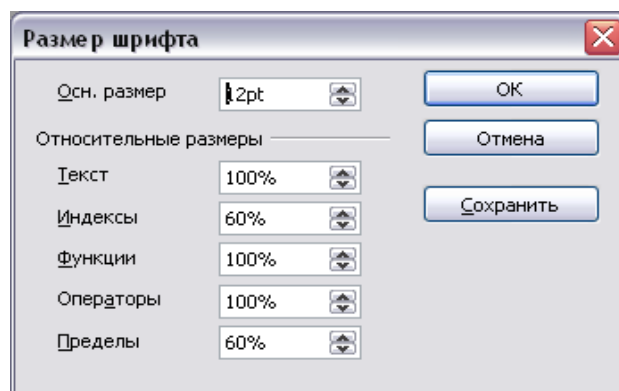 Размер шрифта
Осн. размер 12pt OK
Относительные размеры Отмена
Текст 100%
Индексы 60% Сохранить
Функции 100%
Операторы 100%
Пределы 60%